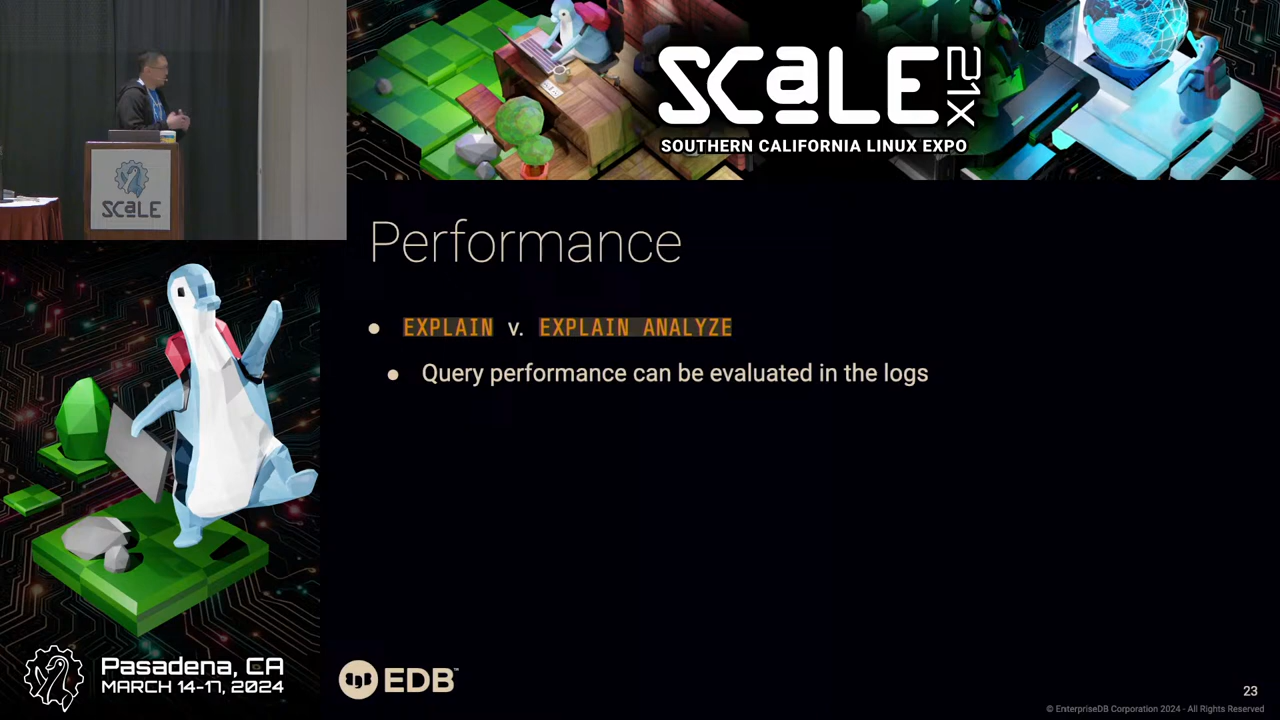 SCaLE 21X
SOUTHERN CALIFORNIA LINUX EXPO
SCaLE
Performance
EXPLAIN v. EXPLAIN ANALYZE
Query performance can be evaluated in the logs
Pasadena, CA
MARCH 14-17, 2024
EDB™
23
© EnterpriseDB Corporation 2024 - All Rights Reserved